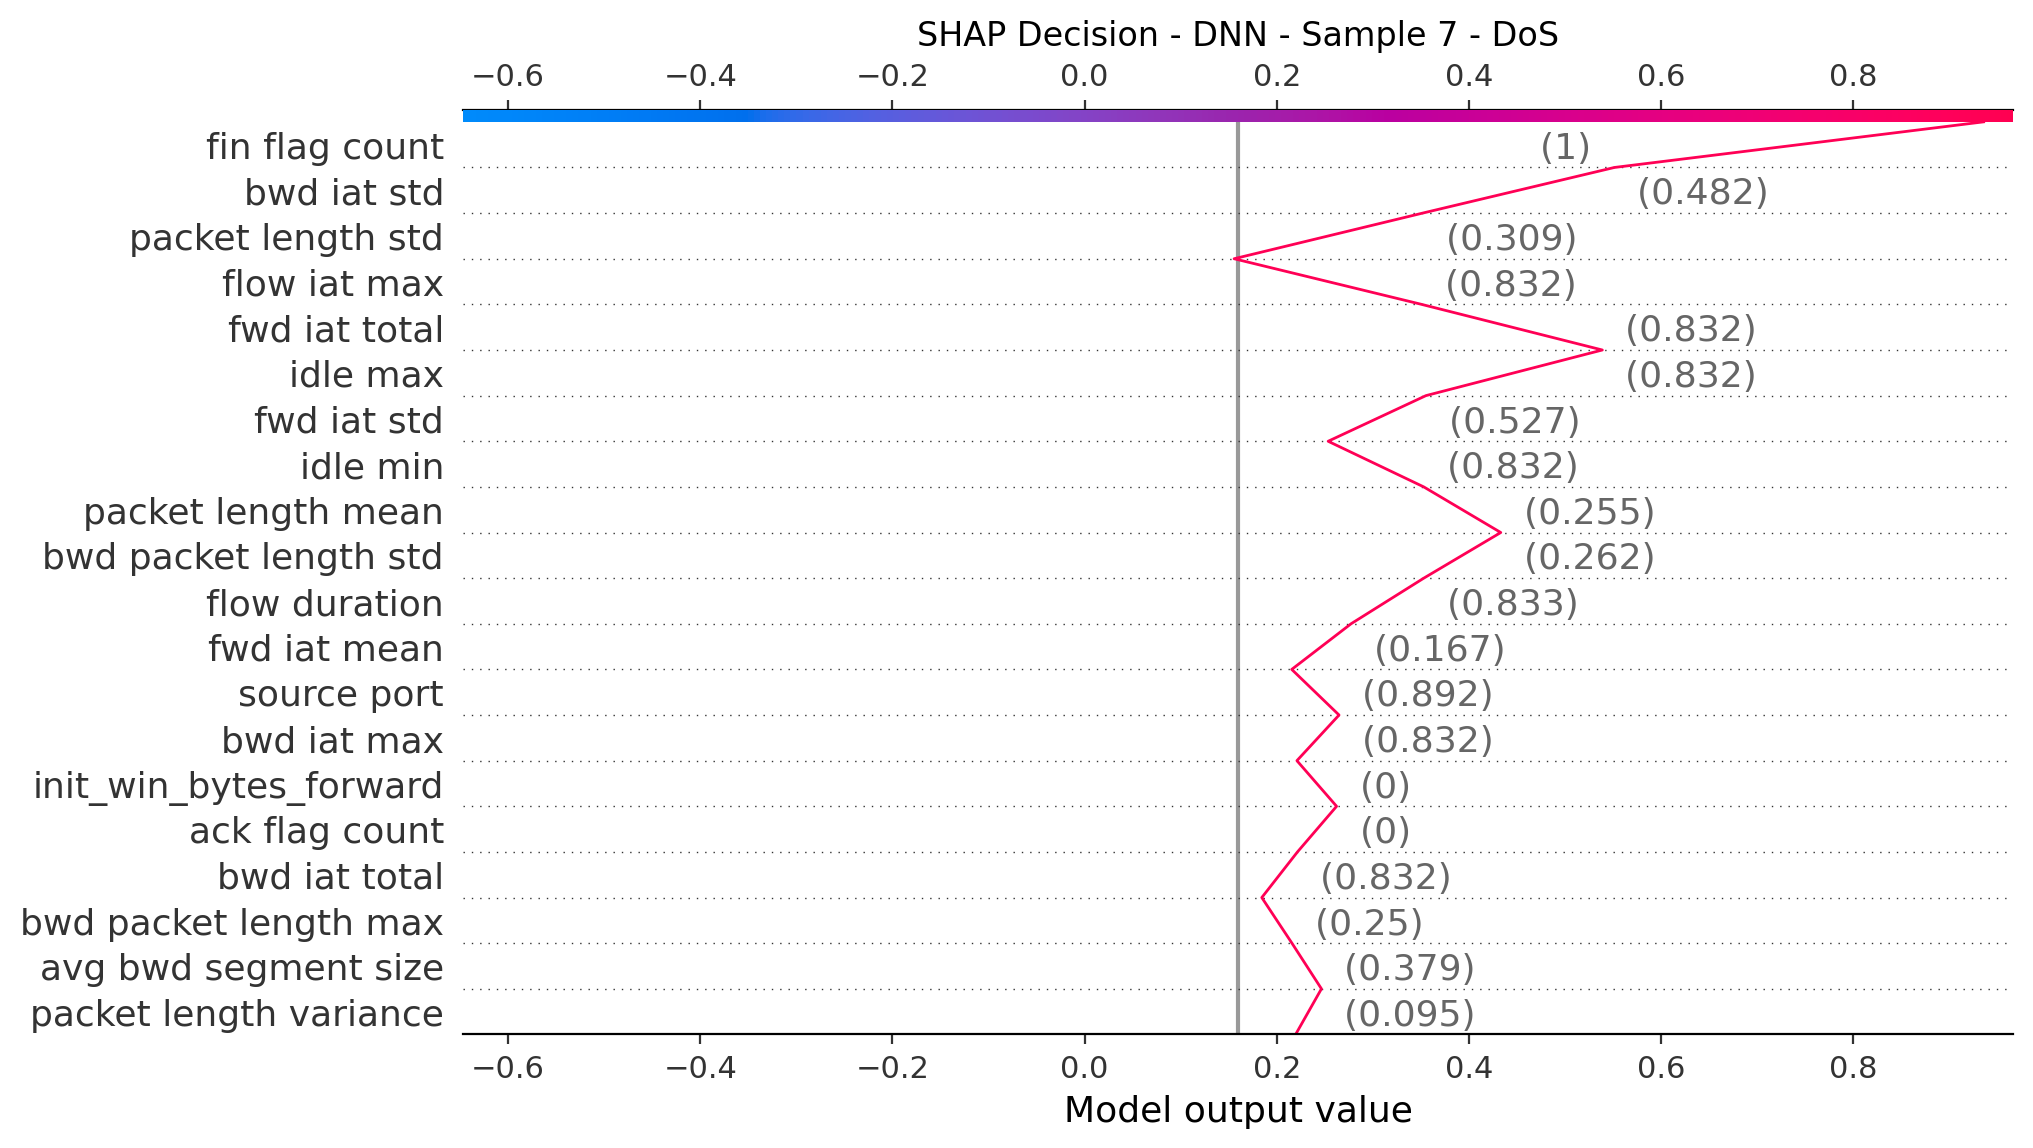 SHAP Decision - DNN - Sample 7 - DoS
−0.6 −0.4 −0.2 0.0 0.2 0.4 0.6 0.8
fin flag count (1)
bwd iat std (0.482)
packet length std (0.309)
flow iat max (0.832)
fwd iat total (0.832)
idle max (0.832)
fwd iat std (0.527)
idle min (0.832)
packet length mean (0.255)
bwd packet length std (0.262)
flow duration (0.833)
fwd iat mean (0.167)
source port (0.892)
bwd iat max (0.832)
init_win_bytes_forward (0)
ack flag count (0)
bwd iat total (0.832)
bwd packet length max (0.25)
avg bwd segment size (0.379)
packet length variance (0.095)
−0.6 −0.4 −0.2 0.0 0.2 0.4 0.6 0.8
Model output value